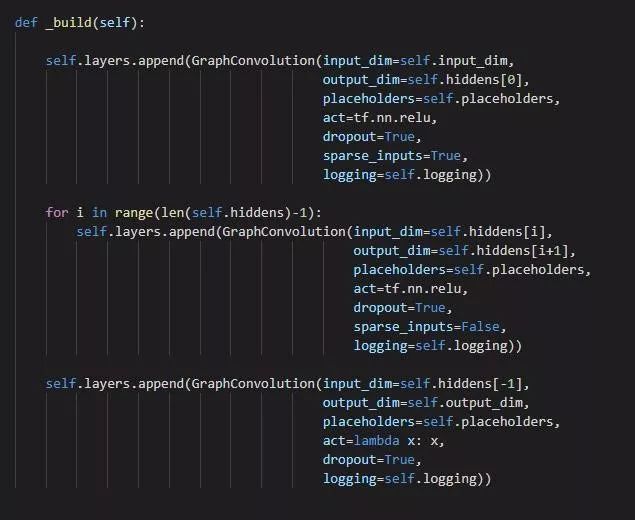 def _build(self):
self.layers.append(GraphConvolution(input_dim=self.input_dim,
output_dim=self.hiddens[0],
placeholders=self.placeholders,
act=tf.nn.relu,
dropout=True,
sparse_inputs=True,
logging=self.logging))
for i in range(len(self.hiddens)-1):
self.layers.append(GraphConvolution(input_dim=self.hiddens[i],
output_dim=self.hiddens[i+1],
placeholders=self.placeholders,
act=tf.nn.relu,
dropout=True,
sparse_inputs=False,
logging=self.logging))
self.layers.append(GraphConvolution(input_dim=self.hiddens[-1],
output_dim=self.output_dim,
placeholders=self.placeholders,
act=lambda x: x,
dropout=True,
logging=self.logging))